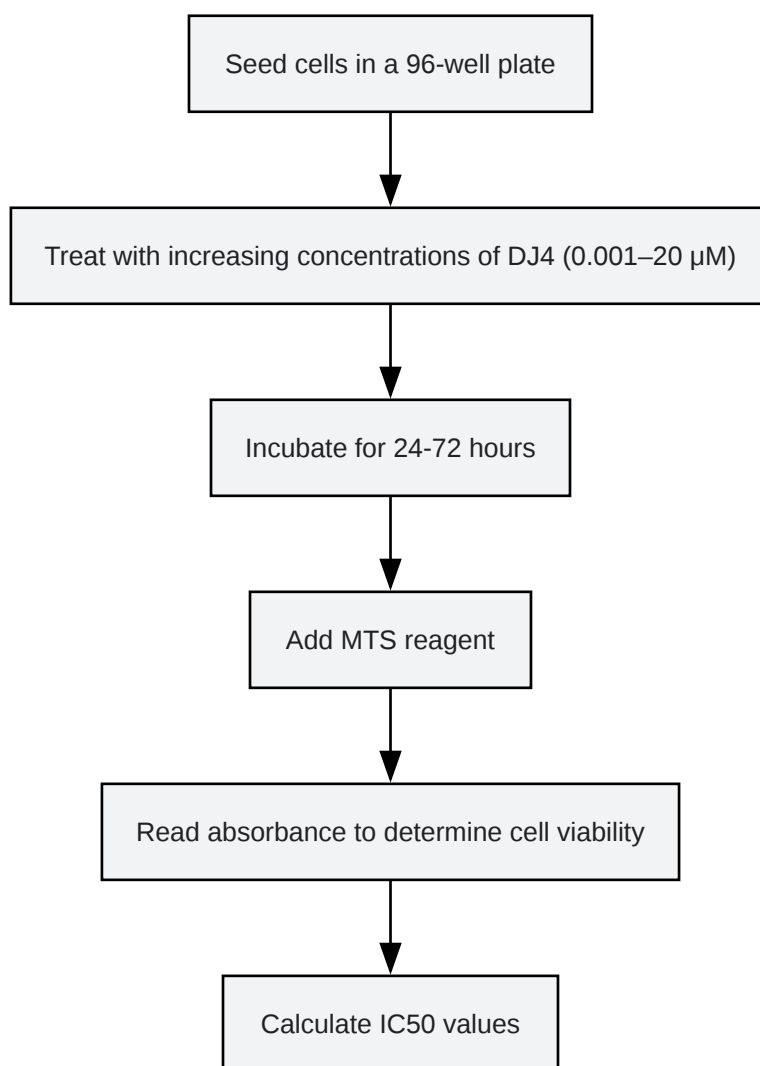 Seed cells in a 96-well plate
Treat with increasing concentrations of DJ4 (0.001–20 μM)
Incubate for 24-72 hours
Add MTS reagent
Read absorbance to determine cell viability
Calculate IC50 values